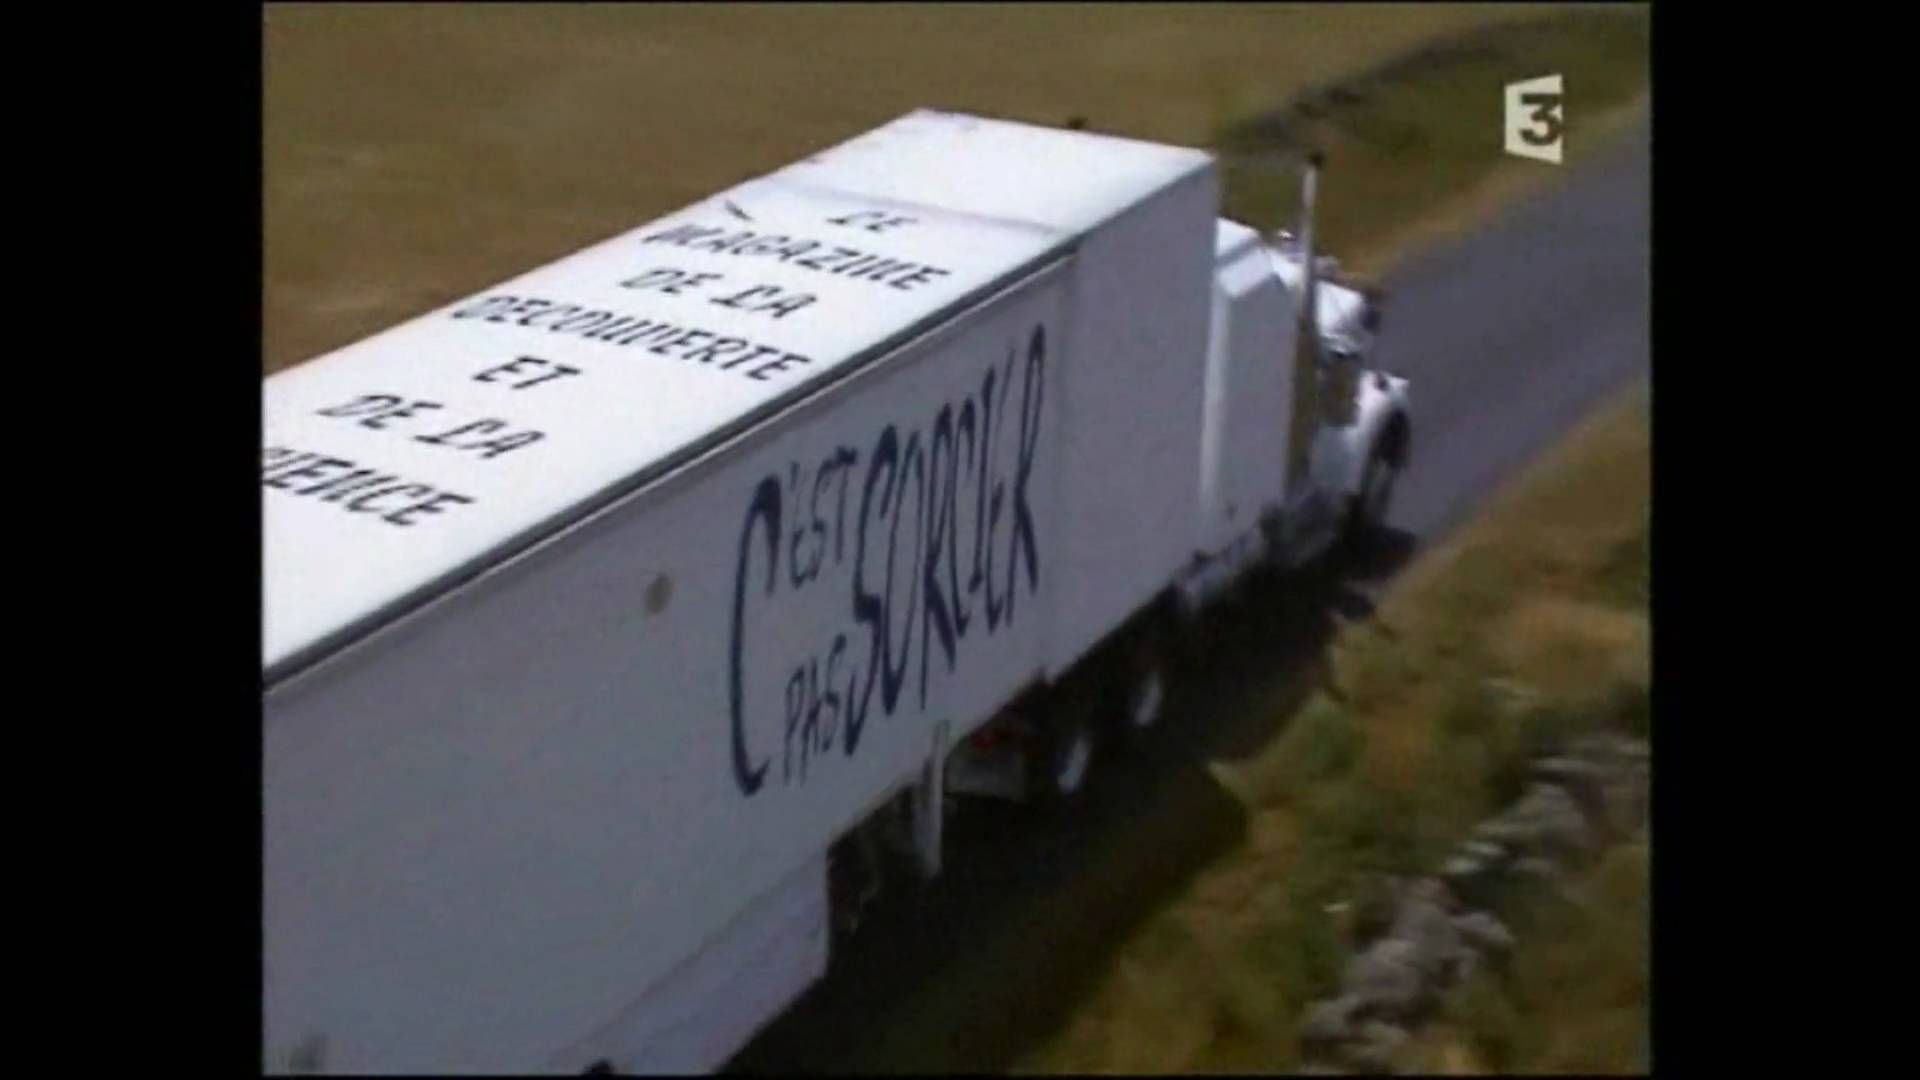 3
LE
MAGAZINE
DE LA
DECOUVERTE
ET
DE LA
IENCE
C'EST
PAS SORCIER